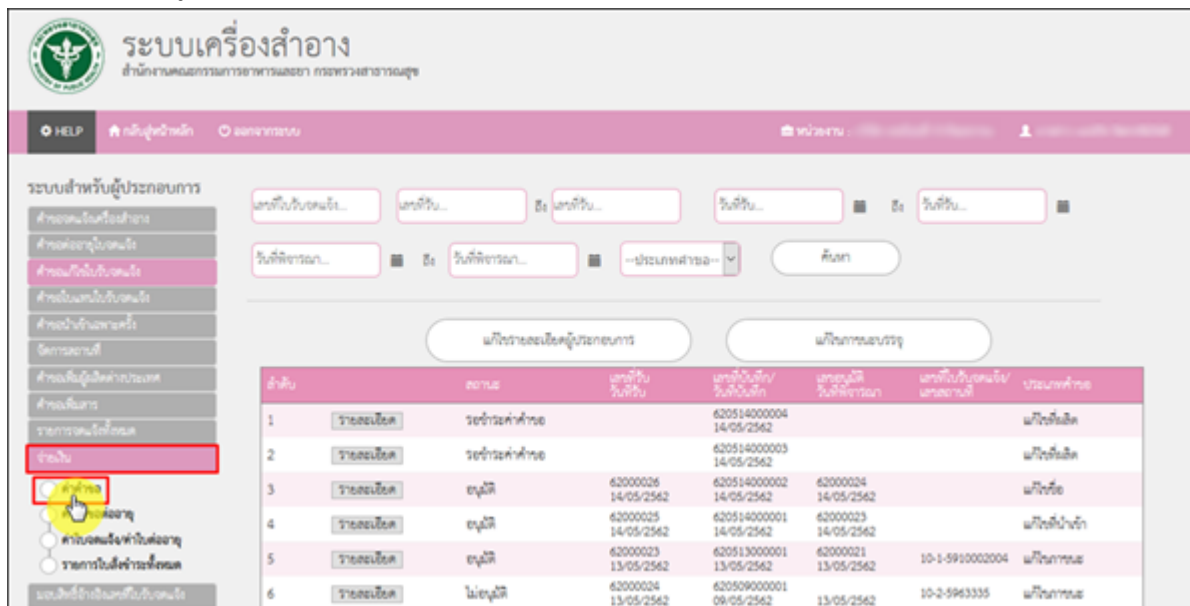 ระบบเครื่องสำอาง
สำนักงานคณะกรรมการอาหารและยา กระทรวงสาธารณสุข
HELP กลับสู่หน้าหลัก ออกจากระบบ หน่วยงาน :
ระบบสำหรับผู้ประกอบการ
คำขอจดแจ้งเครื่องสำอาง
คำขอต่ออายุใบจดแจ้ง
คำขอแก้ไขใบรับจดแจ้ง
คำขอใบแทนใบรับจดแจ้ง
คำขอนำเข้าเฉพาะครั้ง
จัดการสถานที่
คำขอเพิ่มผู้ผลิตต่างประเทศ
คำขอเพิ่มสาร
รายการจดแจ้งทั้งหมด
จ่ายเงิน
ค่าคำขอ
ต่ออายุ
ค่าใบจดแจ้ง/ค่าใบต่ออายุ
รายการใบสั่งชำระทั้งหมด
มอบสิทธิ์อ้างอิงเลขที่ใบรับจดแจ้ง
เลขที่ใบรับจดแจ้ง... เลขที่รับ... ถึง เลขที่รับ... วันที่รับ... ถึง วันที่รับ...
วันที่พิจารณา... ถึง วันที่พิจารณา... --ประเภทคำขอ-- ค้นหา
แก้ไขรายละเอียดผู้ประกอบการ แก้ไขภาชนะบรรจุ
ลำดับ สถานะ เลขที่รับ วันที่รับ เลขที่บันทึก/ วันที่บันทึก เลขอนุมัติ วันที่พิจารณา เลขที่ใบรับจดแจ้ง/ เลขสถานที่ ประเภทคำขอ
1 รายละเอียด รอชำระค่าคำขอ 620514000004 14/05/2562 แก้ไขที่ผลิต
2 รายละเอียด รอชำระค่าคำขอ 620514000003 14/05/2562 แก้ไขที่ผลิต
3 รายละเอียด อนุมัติ 62000026 14/05/2562 620514000002 14/05/2562 62000024 14/05/2562 แก้ไขชื่อ
4 รายละเอียด อนุมัติ 62000025 14/05/2562 620514000001 14/05/2562 62000023 14/05/2562 แก้ไขที่นำเข้า
5 รายละเอียด อนุมัติ 62000023 13/05/2562 620513000001 13/05/2562 62000021 13/05/2562 10-1-5910002004 แก้ไขภาชนะ
6 รายละเอียด ไม่อนุมัติ 62000024 13/05/2562 620509000001 09/05/2562 13/05/2562 10-2-5963335 แก้ไขภาชนะ